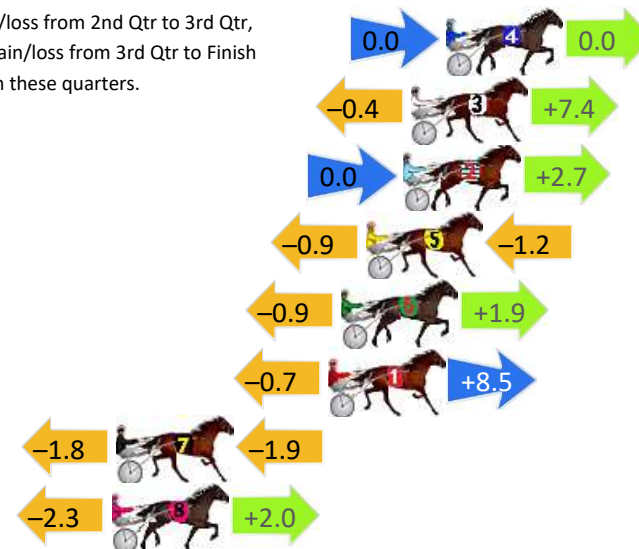 /loss from 2nd Qtr to 3rd Qtr,
ain/loss from 3rd Qtr to Finish
n these quarters.
0.0 4 0.0
–0.4 3 +7.4
0.0 2 +2.7
–0.9 5 –1.2
–0.9 6 +1.9
–0.7 1 +8.5
–1.8 7 –1.9
–2.3 8 +2.0